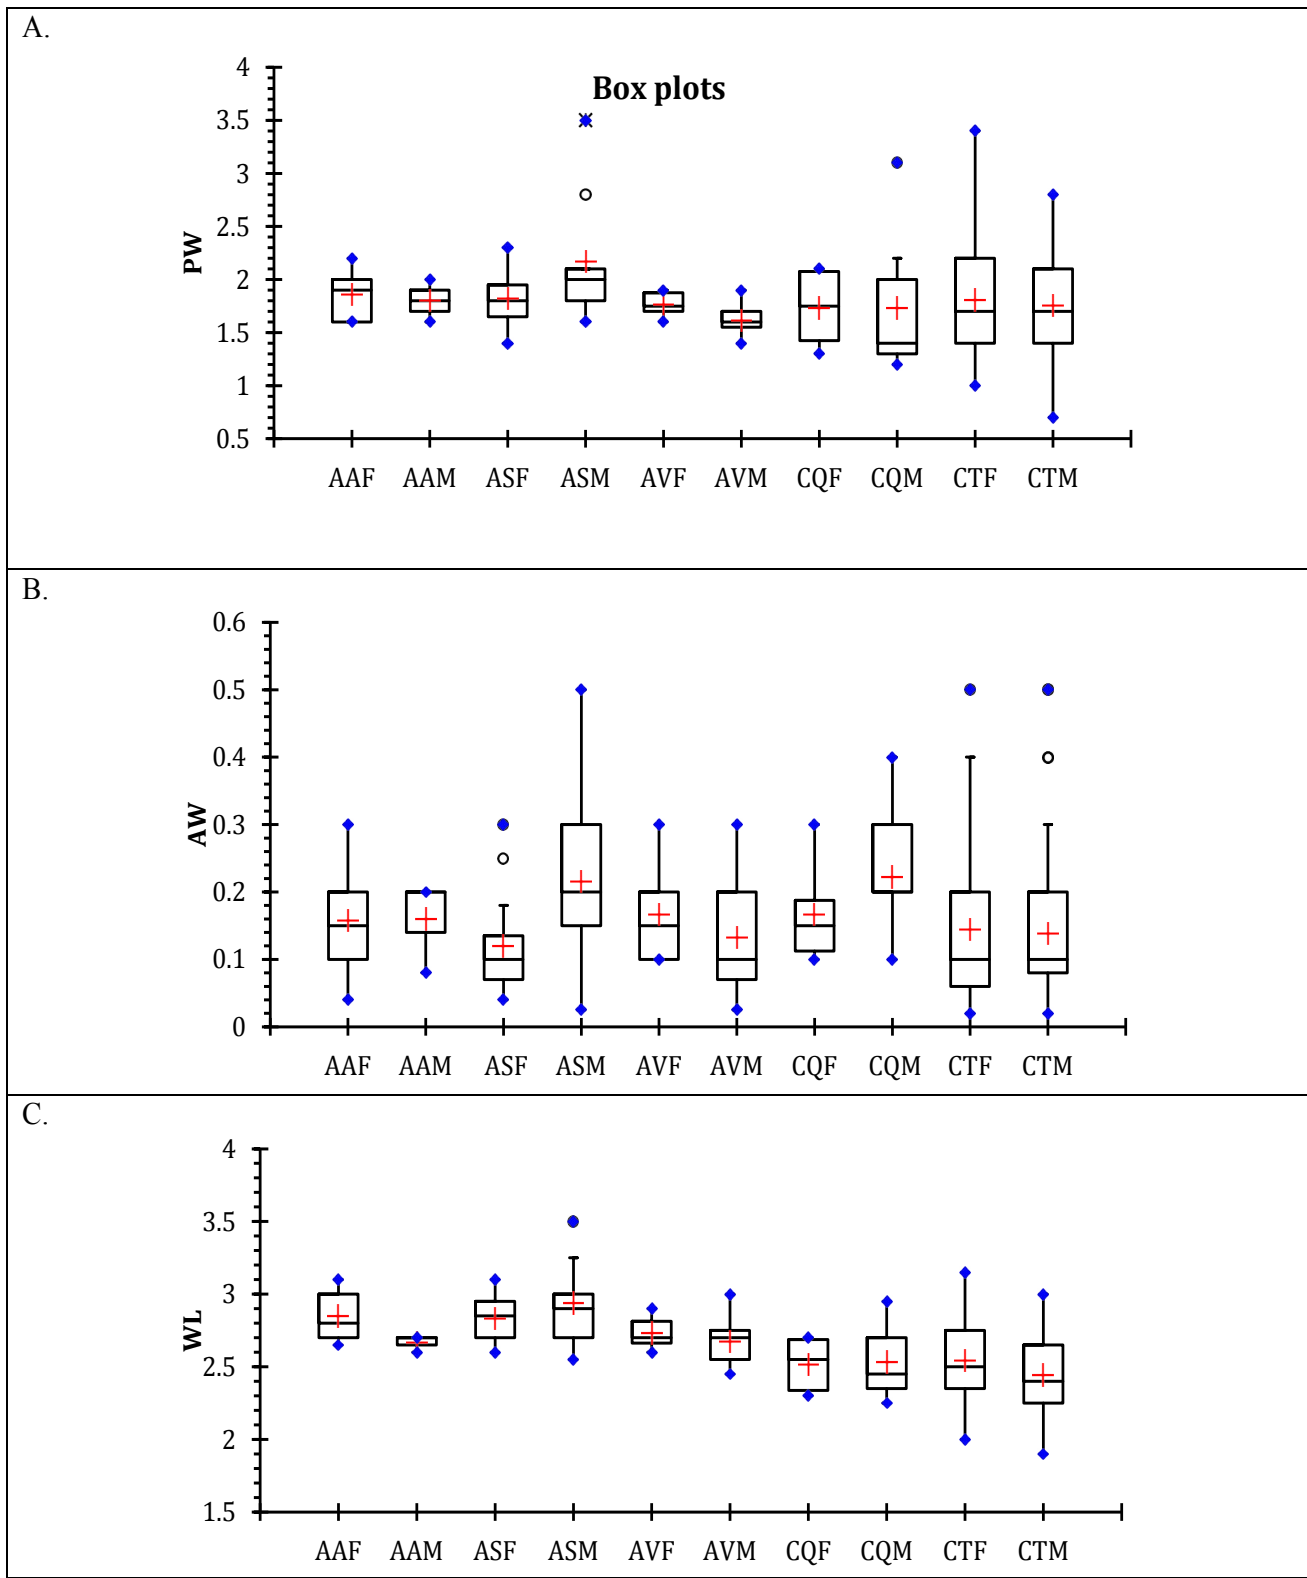 A.
Box plots
PW
4
3.5
3
2.5
2
1.5
1
0.5
AAF AAM ASF ASM AVF AVM CQF CQM CTF CTM
B.
AW
0.6
0.5
0.4
0.3
0.2
0.1
0
AAF AAM ASF ASM AVF AVM CQF CQM CTF CTM
C.
WL
4
3.5
3
2.5
2
1.5
AAF AAM ASF ASM AVF AVM CQF CQM CTF CTM